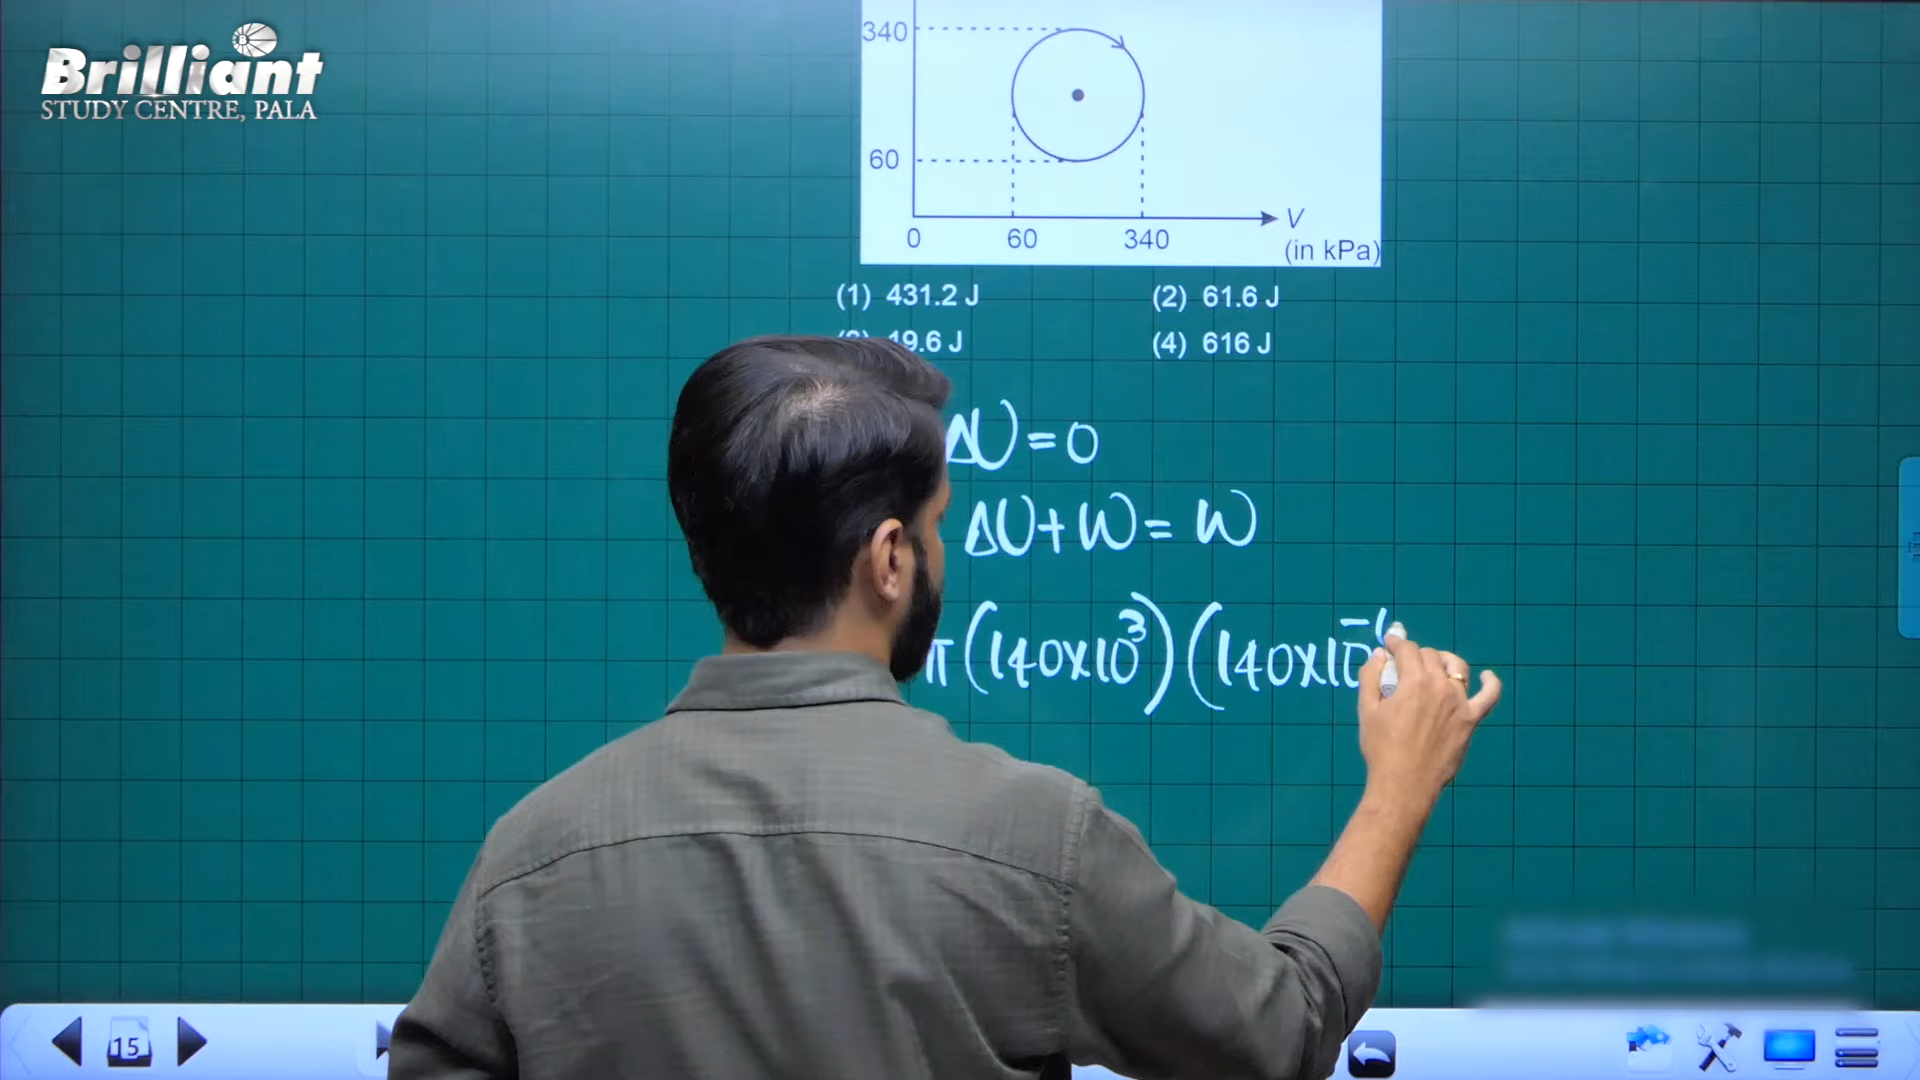 Brilliant
STUDY CENTRE, PALA
340
60
0 60 340
V
(in kPa)
(1) 431.2 J (2) 61.6 J
19.6 J (4) 616 J
ΔU = 0
ΔU + W = W
π(140×10³)(140×10⁻
15